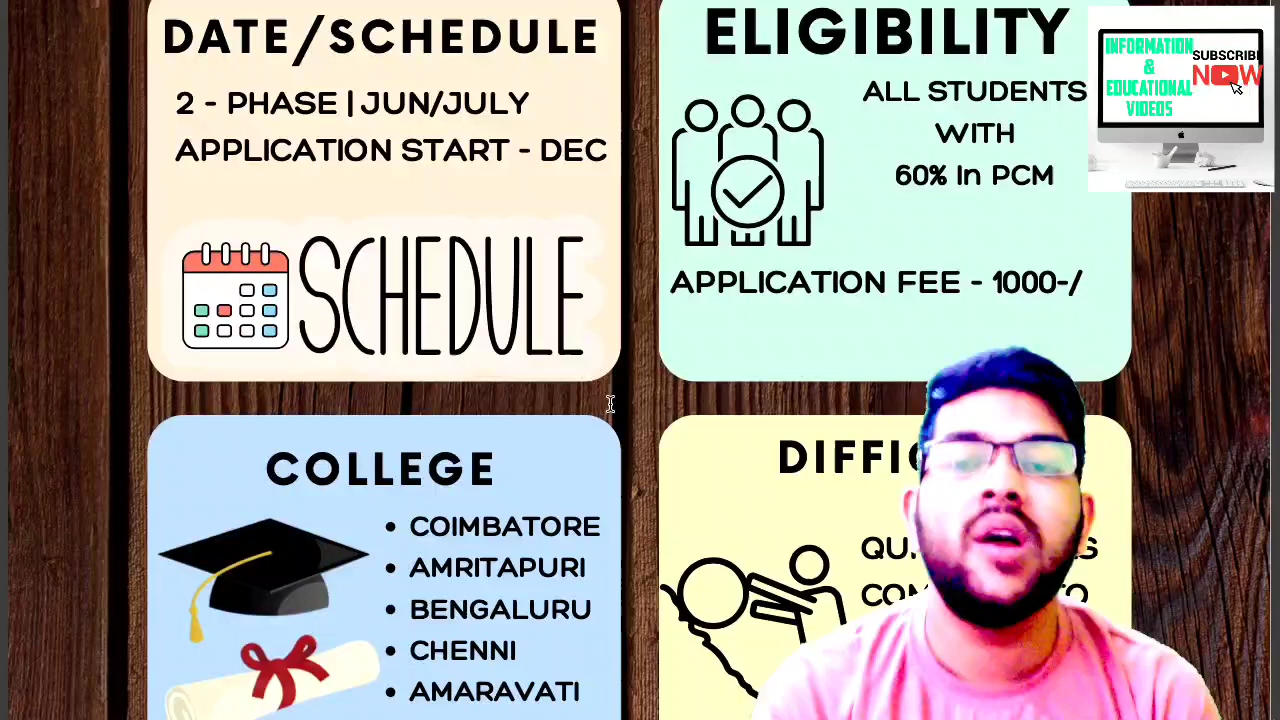 DATE/SCHEDULE
2 - PHASE | JUN/JULY
APPLICATION START - DEC
SCHEDULE
ELIGIBILITY
ALL STUDENTS
WITH
60% In PCM
APPLICATION FEE - 1000-/
INFORMATION
&
EDUCATIONAL
VIDEOS
NOW
COLLEGE
COIMBATORE
AMRITAPURI
BENGALURU
CHENNI
AMARAVATI